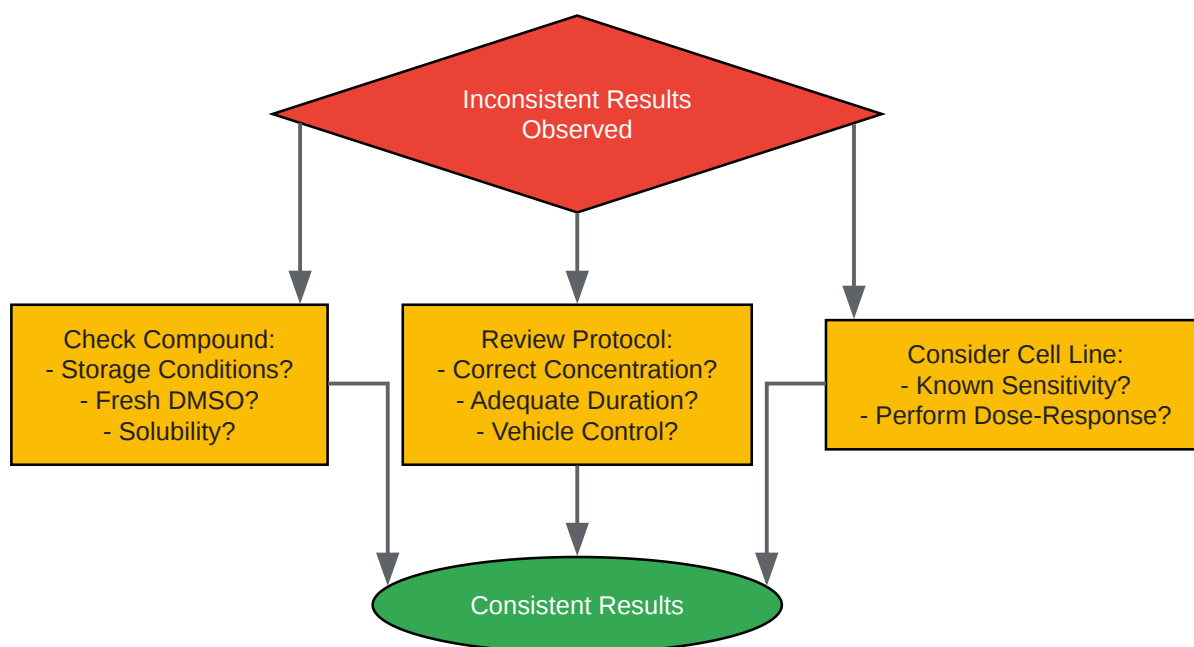 Inconsistent Results
Observed
Check Compound:
- Storage Conditions?
- Fresh DMSO?
- Solubility?
Review Protocol:
- Correct Concentration?
- Adequate Duration?
- Vehicle Control?
Consider Cell Line:
- Known Sensitivity?
- Perform Dose-Response?
Consistent Results